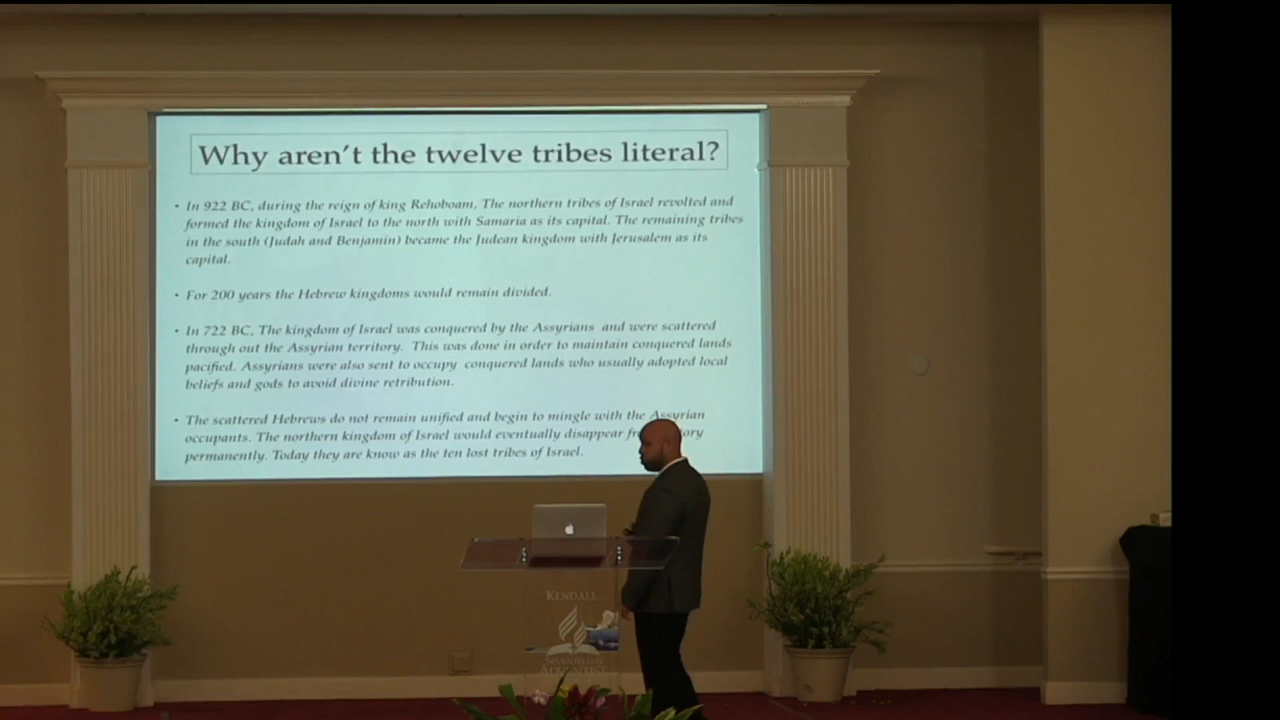 Why aren't the twelve tribes literal?
• In 922 BC, during the reign of king Rehoboam, The northern tribes of Israel revolted and
formed the kingdom of Israel to the north with Samaria as its capital. The remaining tribes
in the south (Judah and Benjamin) became the Judean kingdom with Jerusalem as its
capital.
• For 200 years the Hebrew kingdoms would remain divided.
• In 722 BC, The kingdom of Israel was conquered by the Assyrians and were scattered
through out the Assyrian territory. This was done in order to maintain conquered lands
pacified. Assyrians were also sent to occupy conquered lands who usually adopted local
beliefs and gods to avoid divine retribution.
• The scattered Hebrews do not remain unified and begin to mingle with the Assyrian
occupants. The northern kingdom of Israel would eventually disappear
permanently. Today they are know as the ten lost tribes of Israel.
KENDALL
SEVENTH-DAY
ADVENTIST